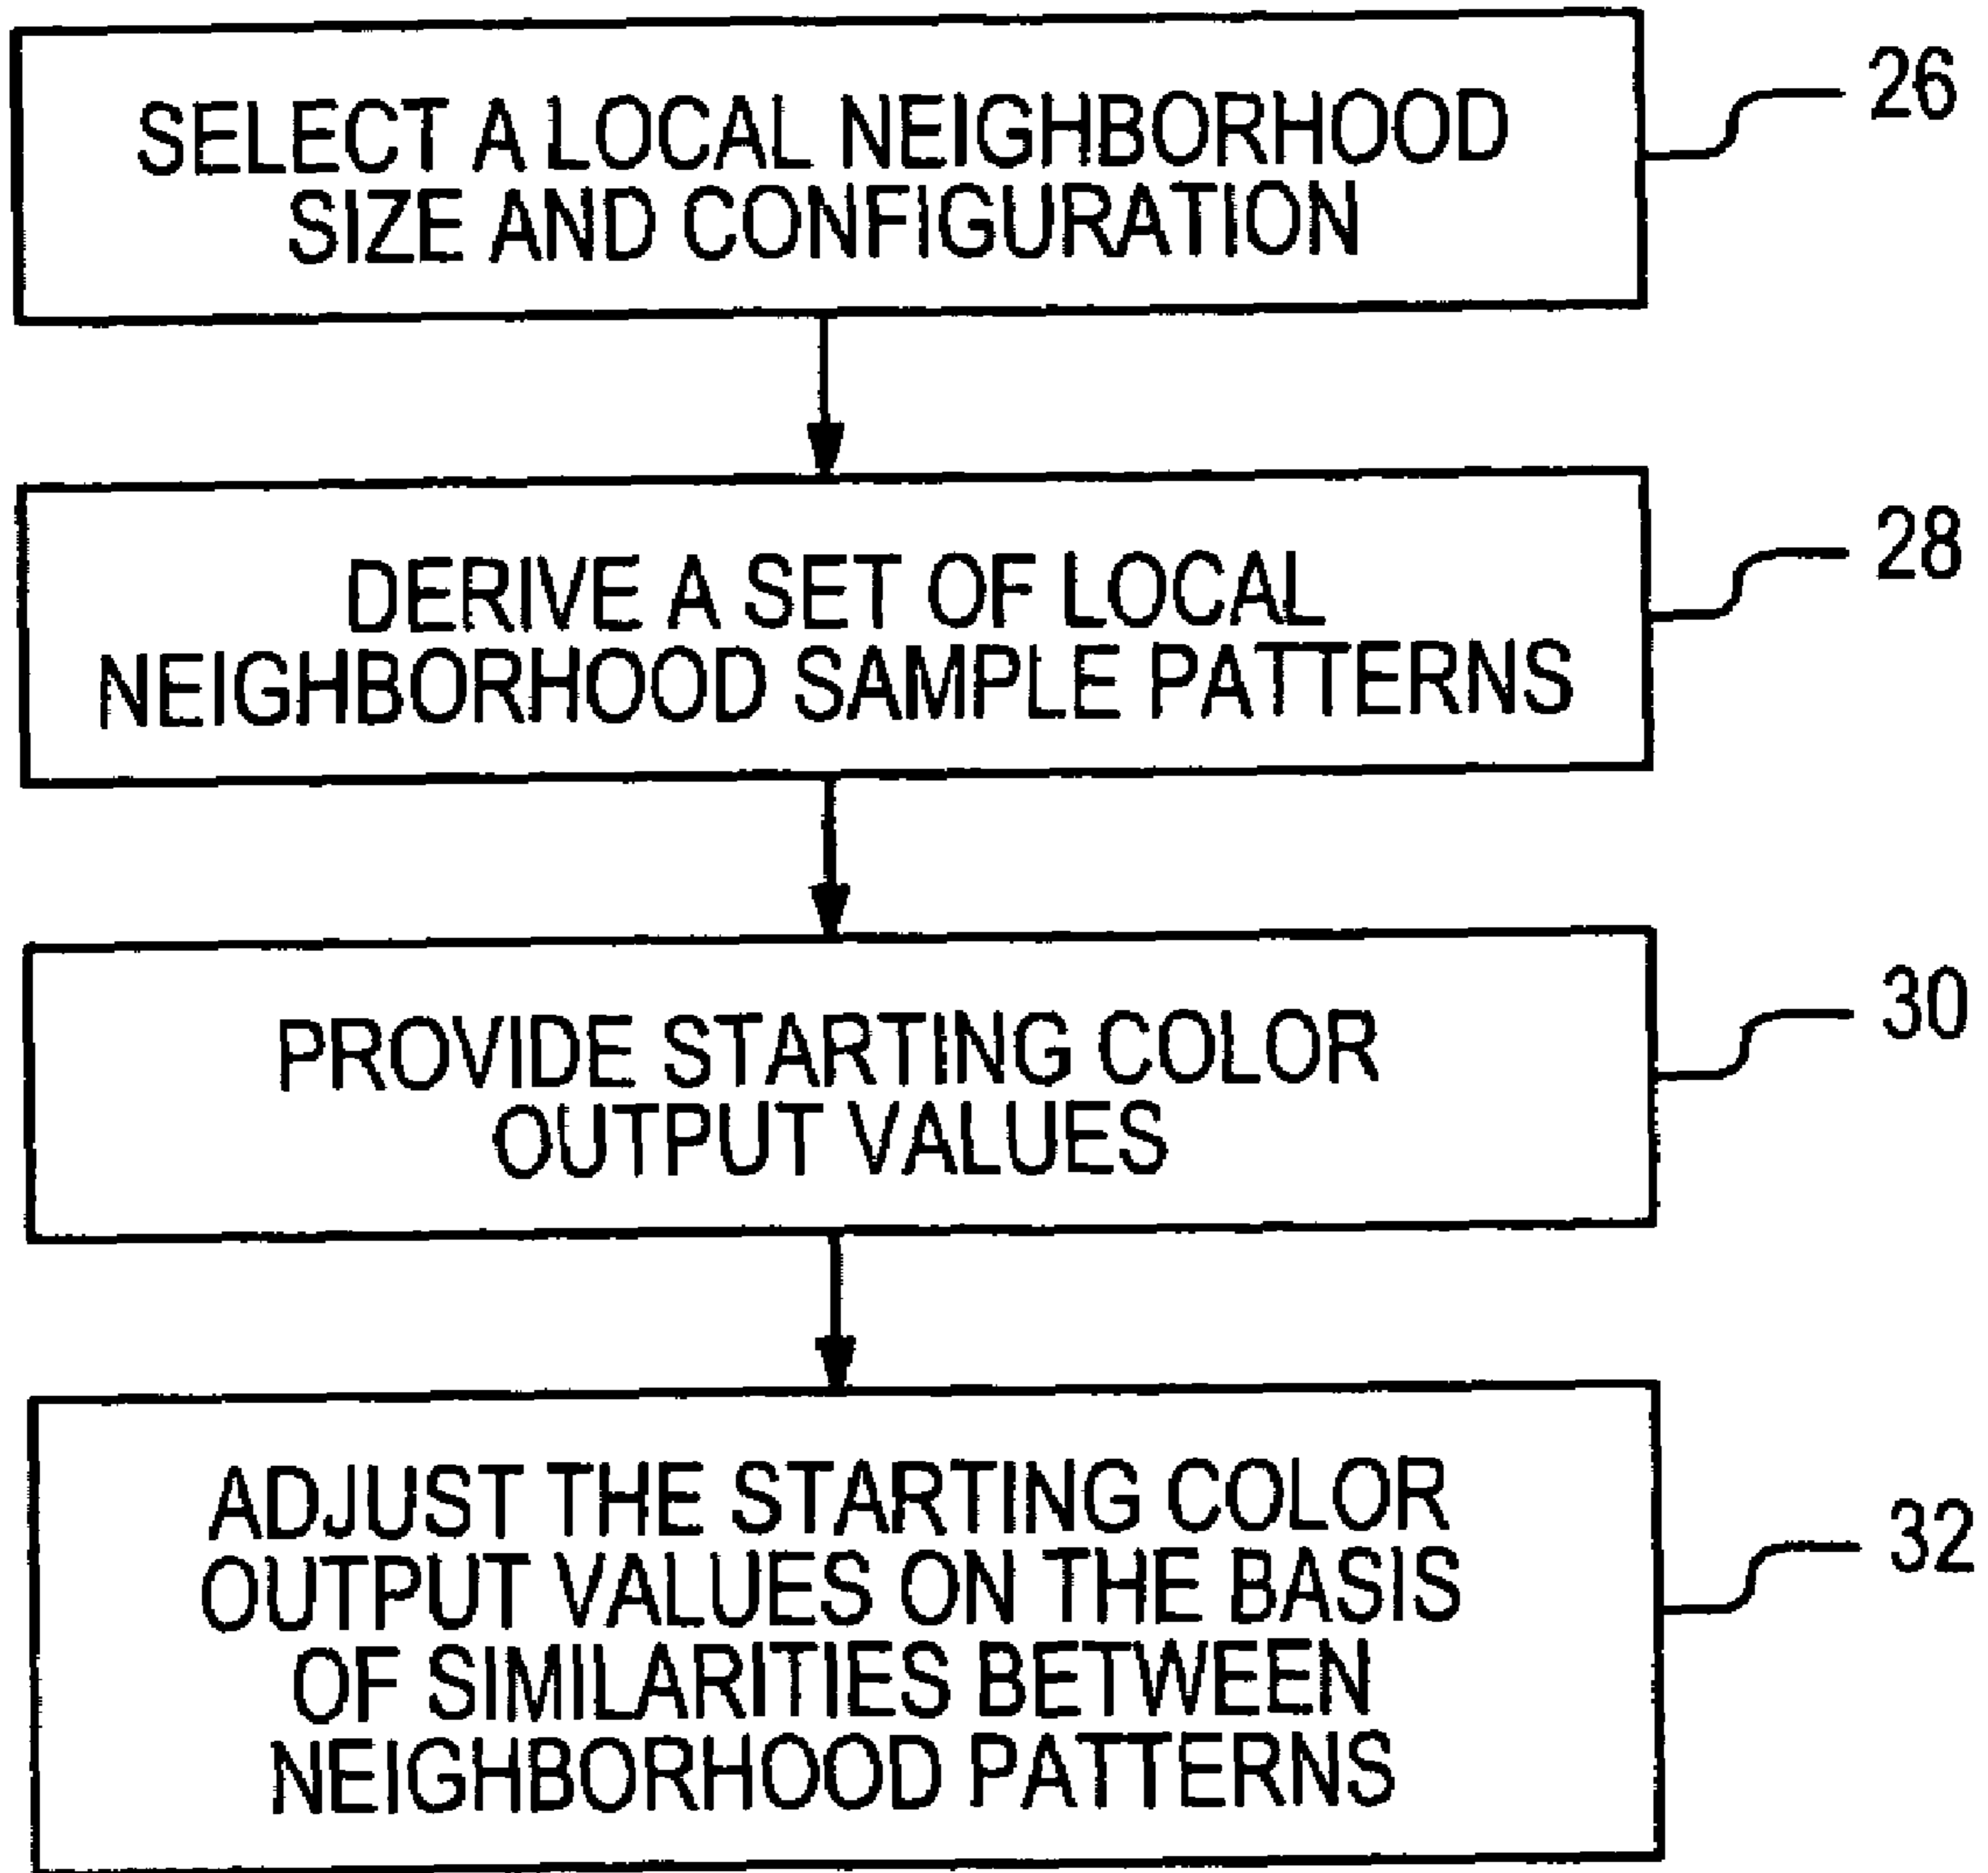 SELECT A LOCAL NEIGHBORHOOD
SIZE AND CONFIGURATION
26
DERIVE A SET OF LOCAL
NEIGHBORHOOD SAMPLE PATTERNS
28
PROVIDE STARTING COLOR
OUTPUT VALUES
30
ADJUST THE STARTING COLOR
OUTPUT VALUES ON THE BASIS
OF SIMILARITIES BETWEEN
NEIGHBORHOOD PATTERNS
32